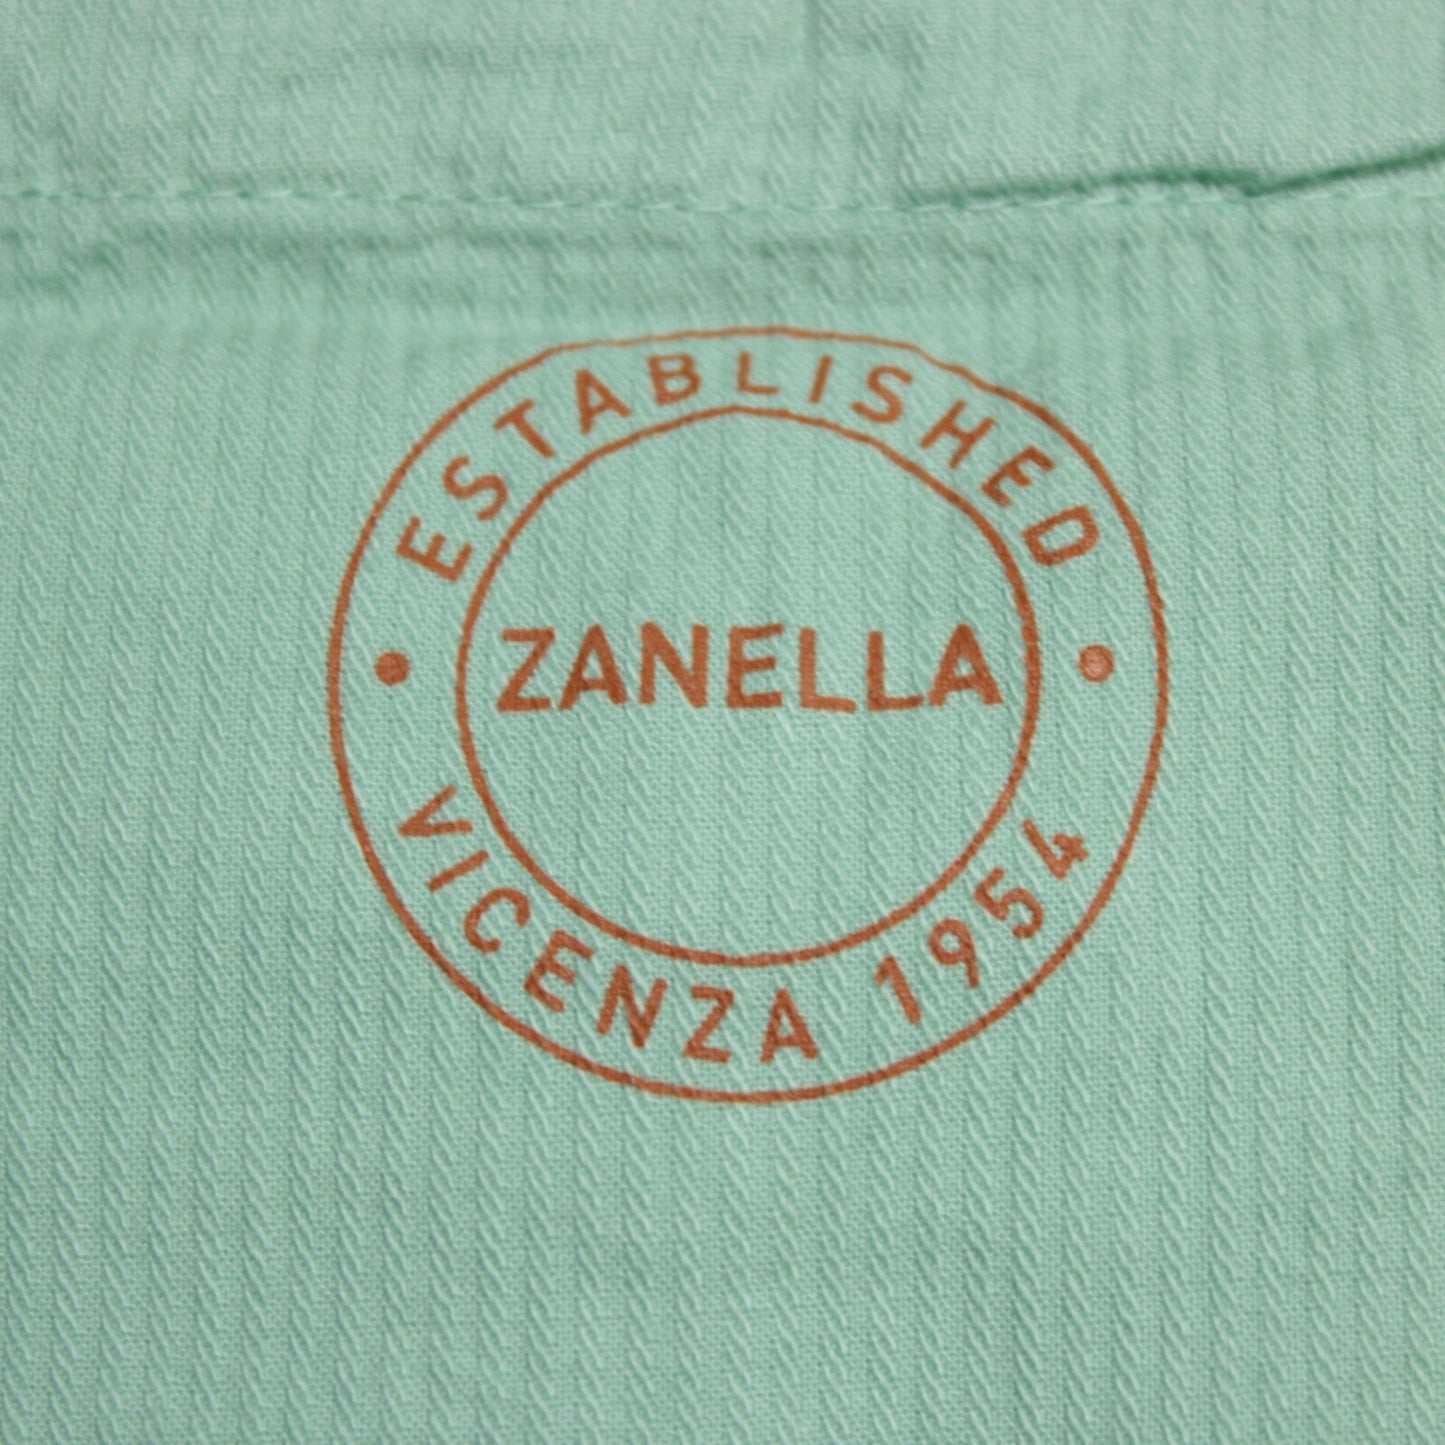 ESTABLISHED
ZANELLA
VICENZA 1954